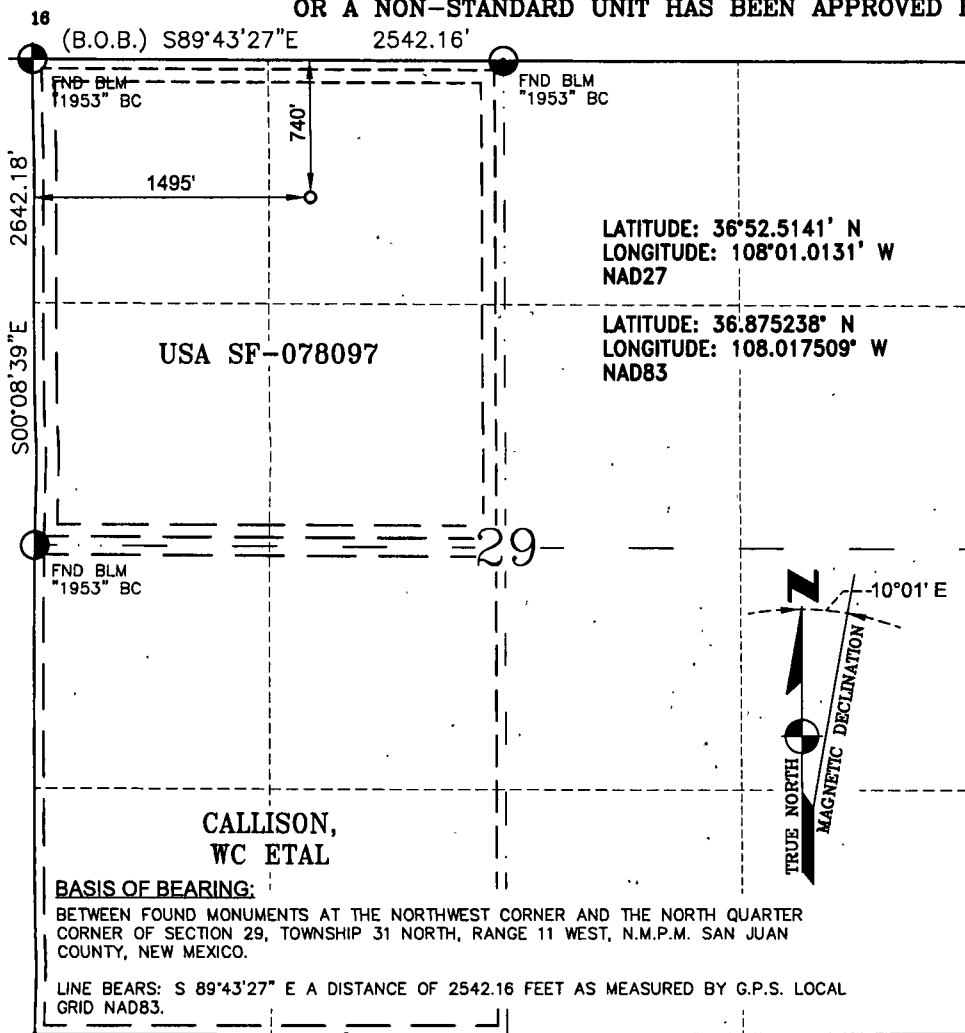 OR A NON-STANDARD UNIT HAS BEEN APPROVED
16
(B.O.B.) S89°43'27"E 2542.16'
FND BLM
"1953" BC
FND BLM
"1953" BC
740'
1495'
2642.18'
S00°08'39"E
LATITUDE: 36°52.5141' N
LONGITUDE: 108°01.0131' W
NAD27
LATITUDE: 36.875238° N
LONGITUDE: 108.017509° W
NAD83
USA SF-078097
29
FND BLM
"1953" BC
N
10°01' E
TRUE NORTH
MAGNETIC DECLINATION
CALLISON,
WC ETAL
BASIS OF BEARING:
BETWEEN FOUND MONUMENTS AT THE NORTHWEST CORNER AND THE NORTH QUARTER
CORNER OF SECTION 29, TOWNSHIP 31 NORTH, RANGE 11 WEST, N.M.P.M. SAN JUAN
COUNTY, NEW MEXICO.
LINE BEARS: S 89°43'27" E A DISTANCE OF 2542.16 FEET AS MEASURED BY G.P.S. LOCAL
GRID NAD83.